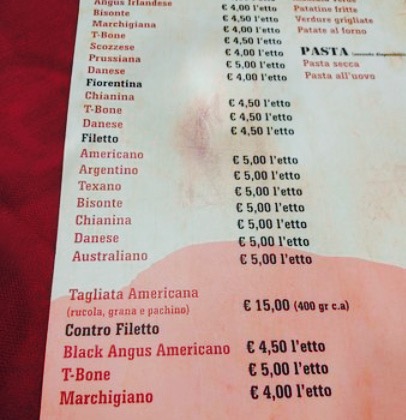 Angus Irlandese € 4,00 l'etto
Bisonte € 4,50 l'etto
Marchigiana € 4,00 l'etto
T-Bone € 4,50 l'etto
Scozzese € 4,00 l'etto
Prussiana € 5,00 l'etto
Danese € 4,00 l'etto
Fiorentina
Chianina € 4,50 l'etto
T-Bone € 4,50 l'etto
Danese € 4,50 l'etto
Filetto
Americano € 5,00 l'etto
Argentino € 5,00 l'etto
Texano € 5,00 l'etto
Bisonte € 5,00 l'etto
Chianina € 5,00 l'etto
Danese € 5,00 l'etto
Australiano € 5,00 l'etto
Tagliata Americana
(rucola, grana e pachino) € 15,00 (400 gr c.a)
Contro Filetto
Black Angus Americano € 4,50 l'etto
T-Bone € 5,00 l'etto
Marchigiano € 4,00 l'etto
Patatine fritta
Verdure grigliate
Patate al forno
PASTA
Pasta secca
Pasta all'uovo